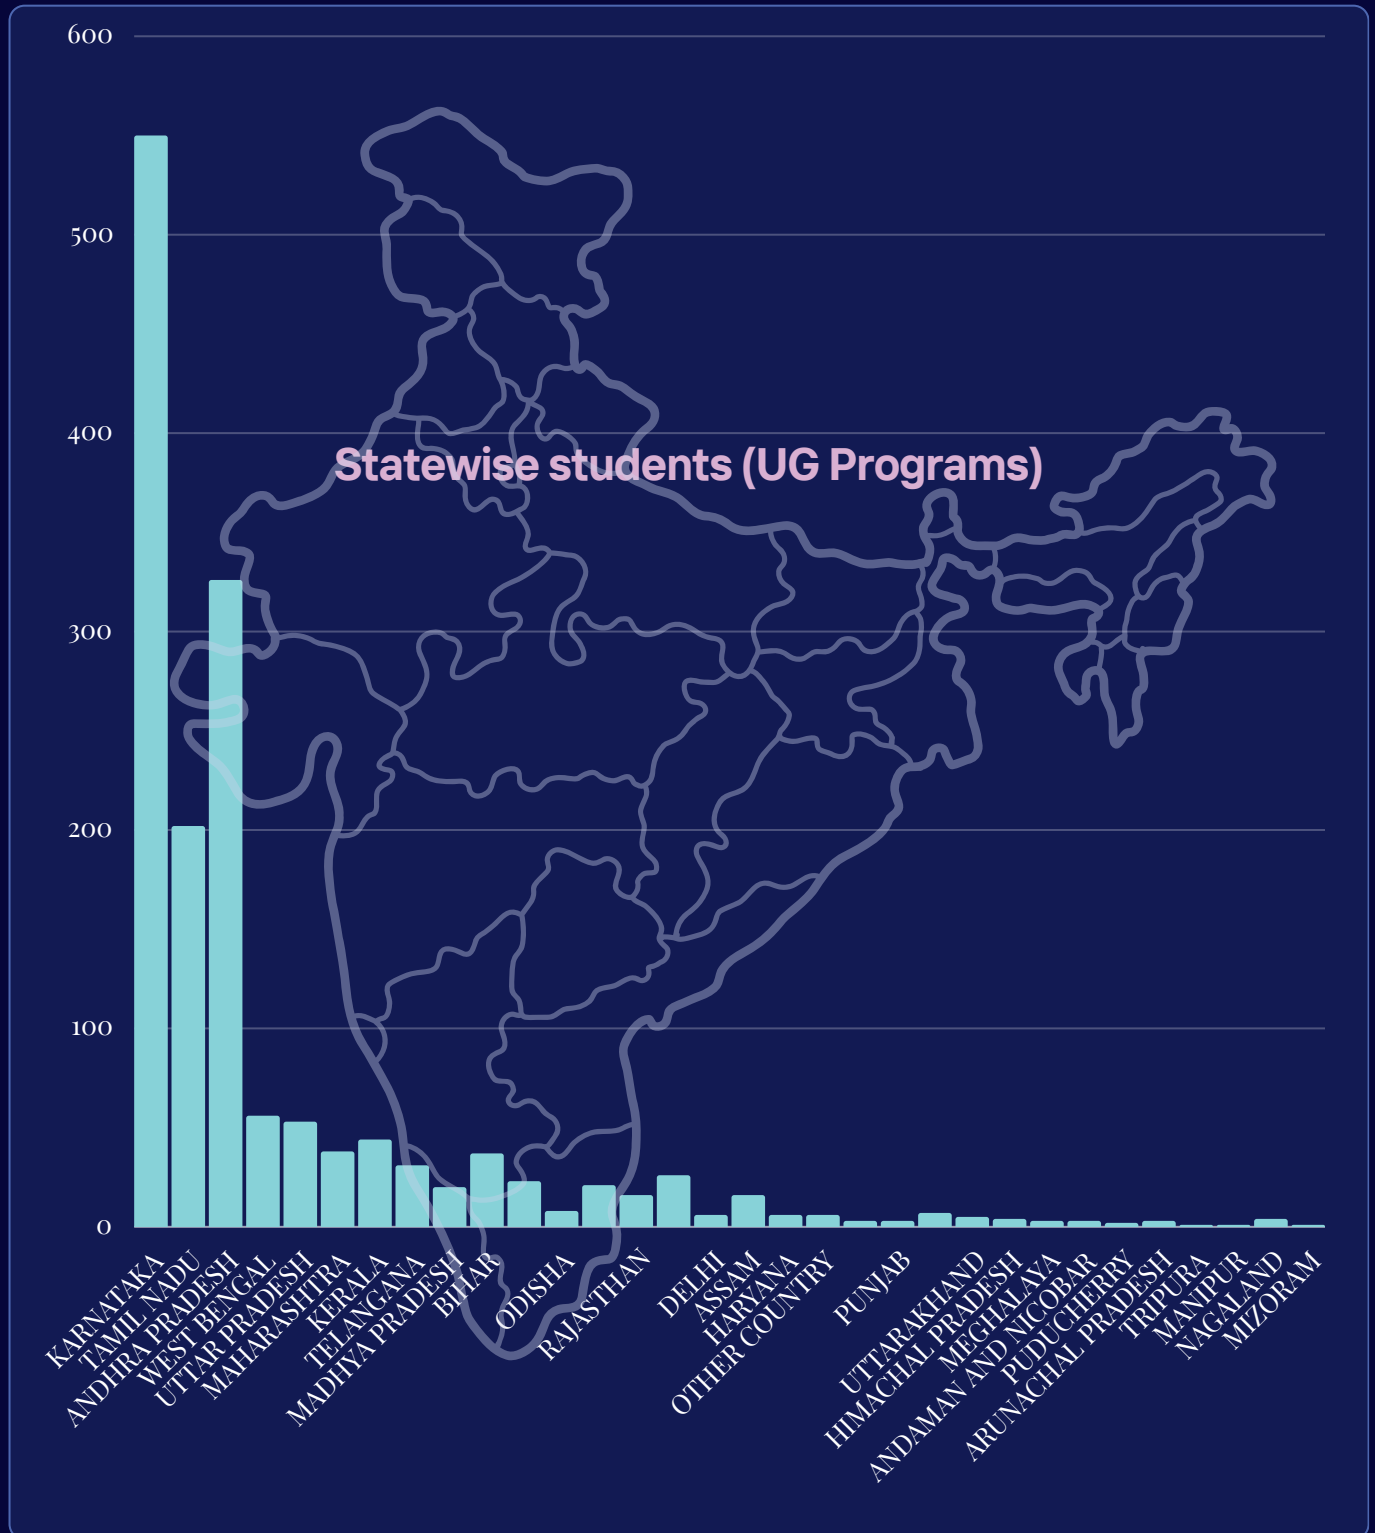 600
500
400
300
200
100
0
Statewise students (UG Programs)
KARNATAKA
TAMIL NADU
ANDHRA PRADESH
WEST BENGAL
UTTAR PRADESH
MAHARASHTRA
KERALA
TELANGANA
MADHYA PRADESH
BIHAR
ODISHA
RAJASTHAN
DELHI
ASSAM
HARYANA
OTHER COUNTRY
PUNJAB
UTTARAKHAND
HIMACHAL PRADESH
MEGHALAYA
ANDAMAN AND NICOBAR
PUDUCHERRY
ARUNACHAL PRADESH
TRIPURA
MANIPUR
NAGALAND
MIZORAM